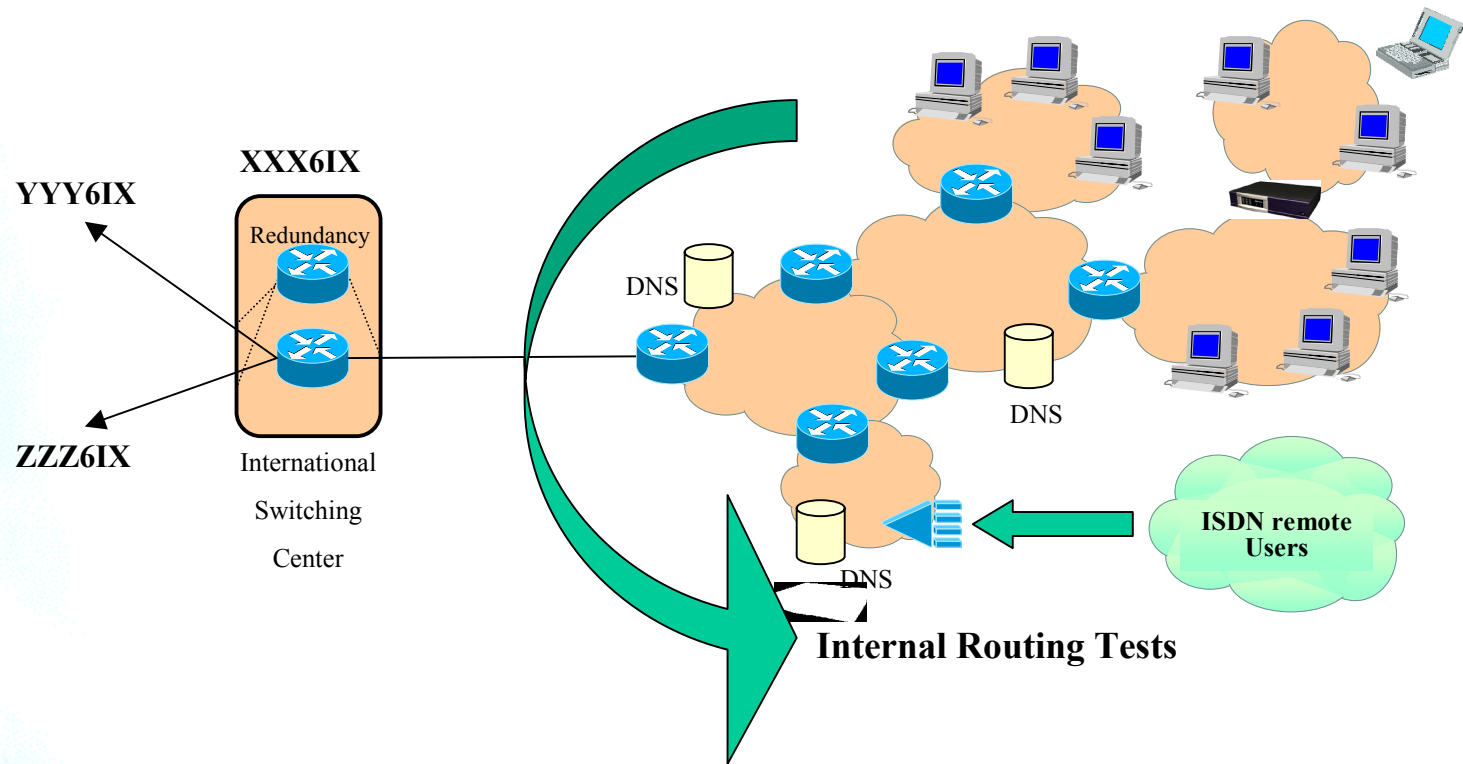 XXX6IX
YYY6IX
Redundancy
ZZZ6IX
International
Switching
Center
DNS
DNS
DNS
ISDN remote
Users
Internal Routing Tests